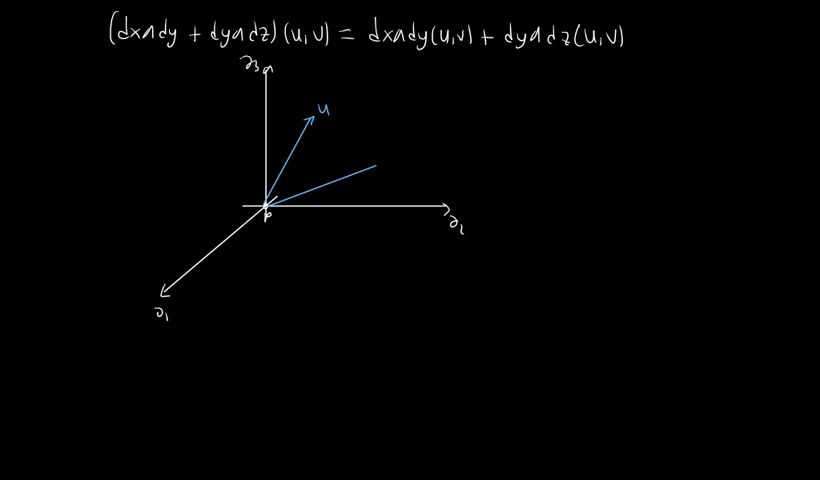 (dx∧dy + dy∧dz)(u,v) = dx∧dy(u,v) + dy∧dz(u,v)
∂3
u
p
∂2
∂1